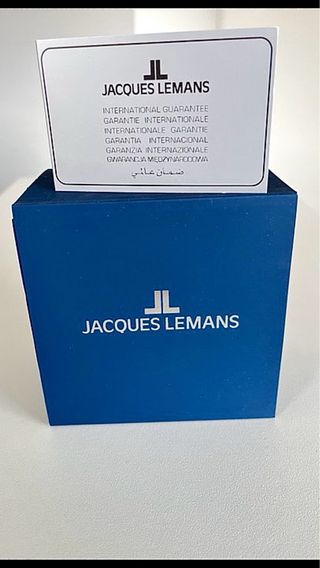 JACQUES LEMANS
INTERNATIONAL GUARANTEE
GARANTIE INTERNATIONALE
INTERNATIONALE GARANTIE
GARANTIA INTERNACIONAL
GARANZIA INTERNAZIONALE
GWARANCJA MIĘDZYNARODOWA
ضمان عالمي
JACQUES LEMANS